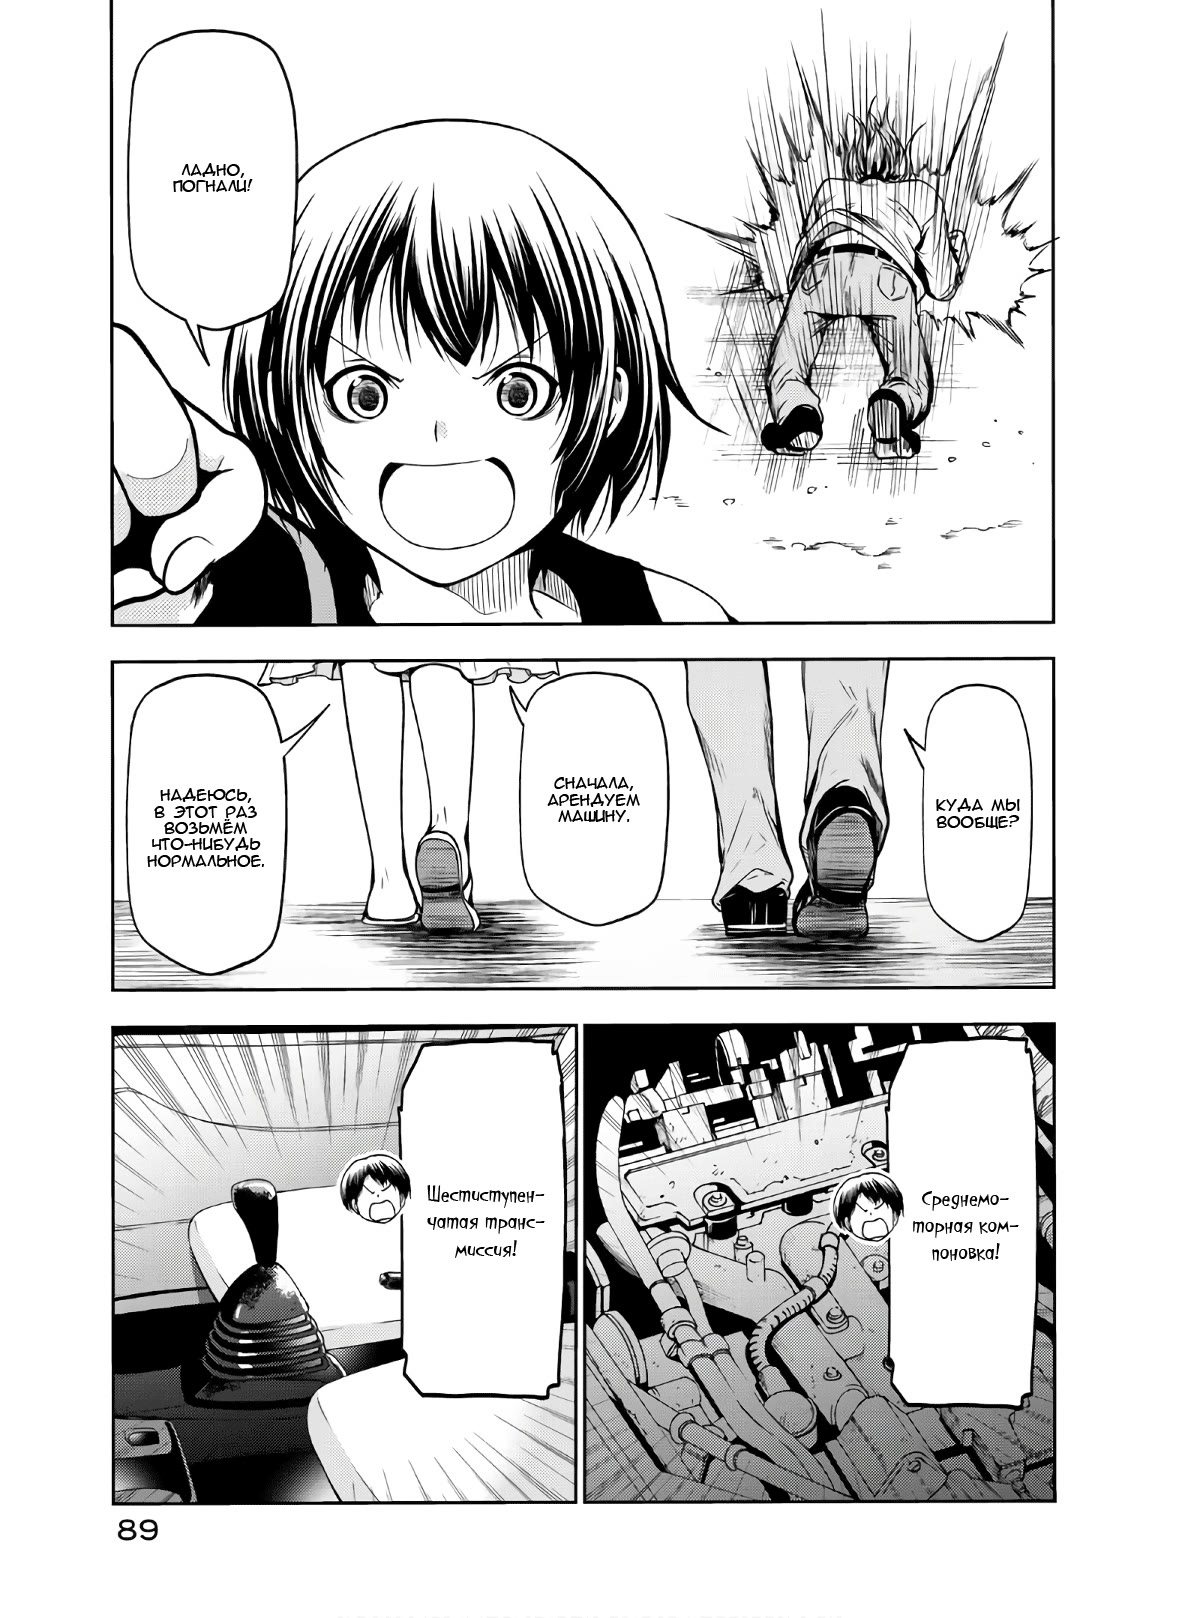 ЛАДНО,
ПОГНАЛИ!
КУДА МЫ
ВООБЩЕ?
СНАЧАЛА,
АРЕНДУЕМ
МАШИНУ.
НАДЕЮСЬ,
В ЭТОТ РАЗ
ВОЗЬМЁМ
ЧТО-НИБУДЬ
НОРМАЛЬНОЕ.
Среднемо-
торная ком-
поновка!
Шестиступен-
чатая транс-
миссия!
89